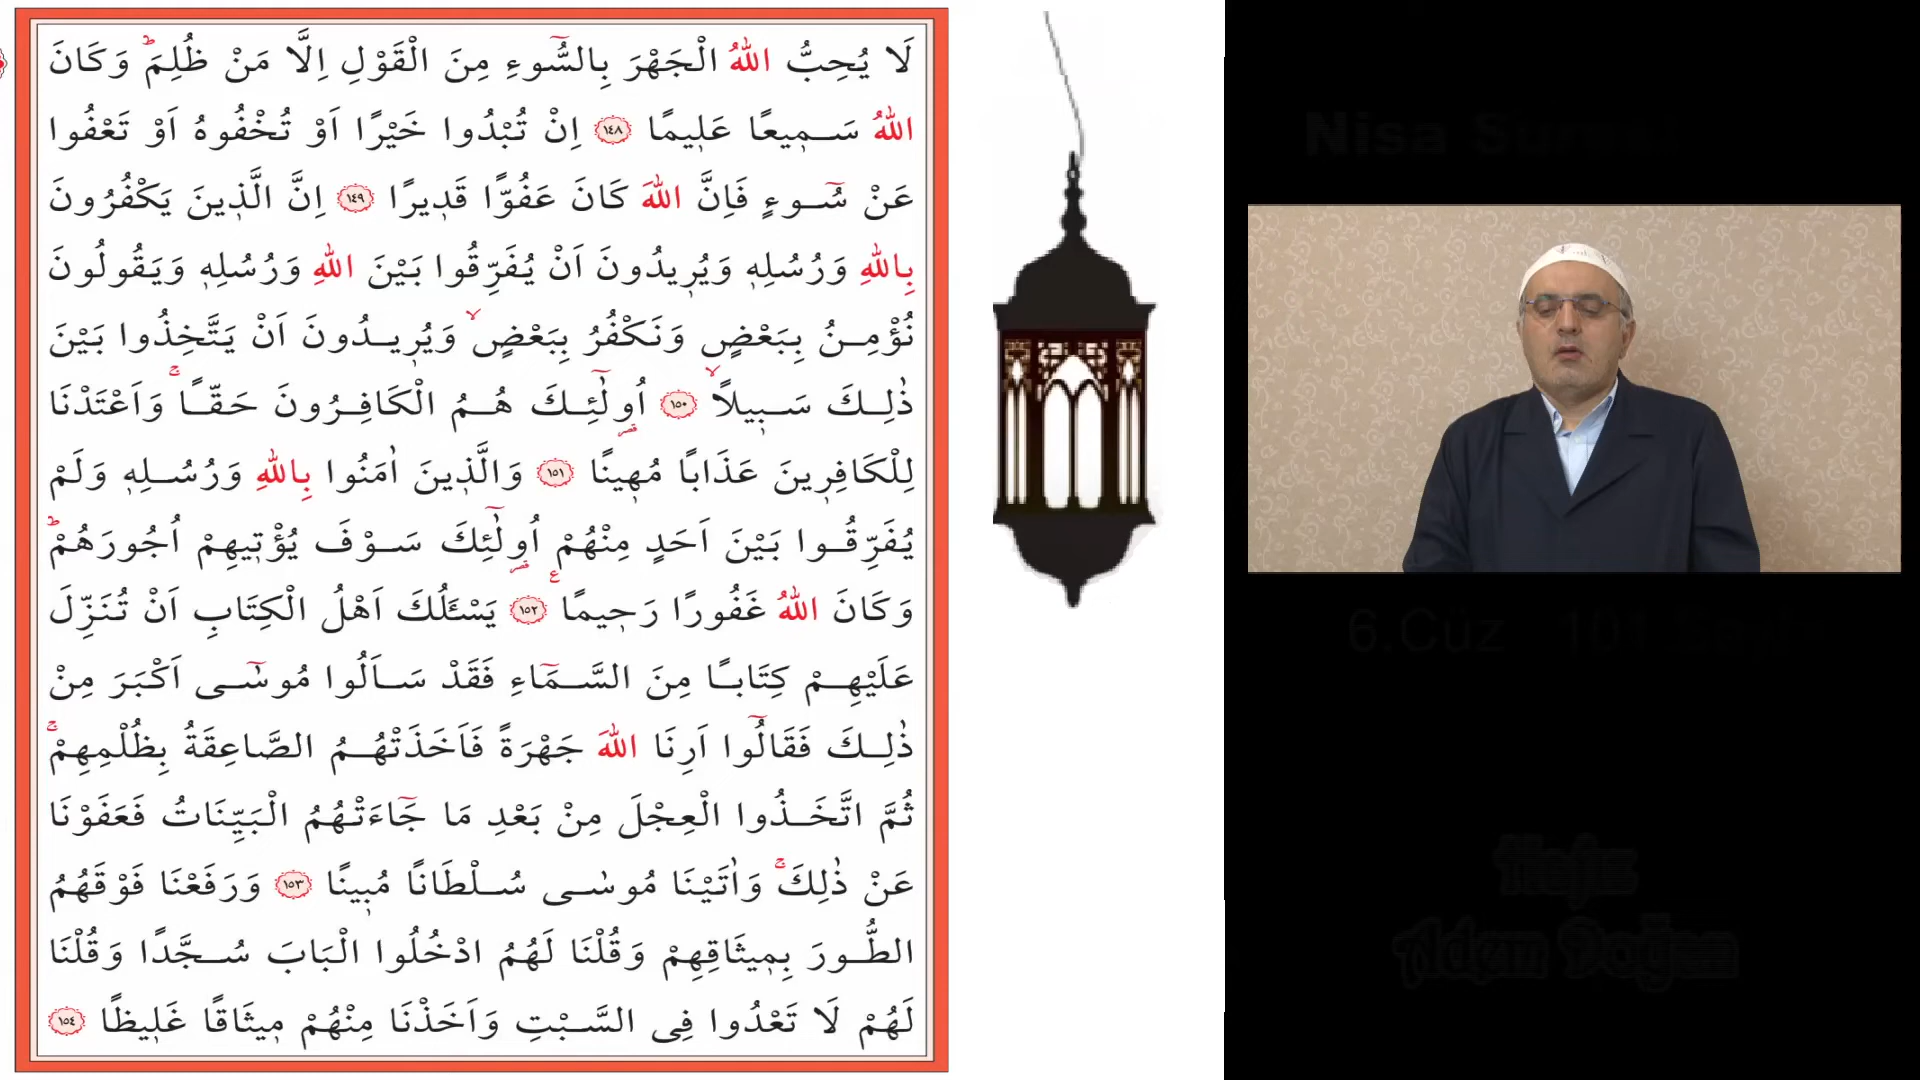 لَا يُحِبُّ اللّٰهُ الْجَهْرَ بِالسُّٓوءِ مِنَ الْقَوْلِ اِلَّا مَنْ ظُلِمَۜ وَكَانَ
اللّٰهُ سَم۪يعًا عَل۪يمًا ﴿١٤٨﴾ اِنْ تُبْدُوا خَيْرًا اَوْ تُخْفُوهُ اَوْ تَعْفُوا
عَنْ سُٓوءٍ فَاِنَّ اللّٰهَ كَانَ عَفُوًّا قَد۪يرًا ﴿١٤٩﴾ اِنَّ الَّذ۪ينَ يَكْفُرُونَ
بِاللّٰهِ وَرُسُلِه۪ وَيُر۪يدُونَ اَنْ يُفَرِّقُوا بَيْنَ اللّٰهِ وَرُسُلِه۪ وَيَقُولُونَ
نُؤْمِنُ بِبَعْضٍ وَنَكْفُرُ بِبَعْضٍۙ وَيُر۪يدُونَ اَنْ يَتَّخِذُوا بَيْنَ
ذٰلِكَ سَب۪يلًاۙ ﴿١٥٠﴾ اُو۬لٰٓئِكَ هُمُ الْكَافِرُونَ حَقًّاۚ وَاَعْتَدْنَا
لِلْكَافِر۪ينَ عَذَابًا مُه۪ينًا ﴿١٥١﴾ وَالَّذ۪ينَ اٰمَنُوا بِاللّٰهِ وَرُسُلِه۪ وَلَمْ
يُفَرِّقُوا بَيْنَ اَحَدٍ مِنْهُمْ اُو۬لٰٓئِكَ سَوْفَ يُؤْت۪يهِمْ اُجُورَهُمْۜ
وَكَانَ اللّٰهُ غَفُورًا رَح۪يمًا۟ ﴿١٥٢﴾ يَسْـَٔلُكَ اَهْلُ الْكِتَابِ اَنْ تُنَزِّلَ
عَلَيْهِمْ كِتَابًا مِنَ السَّمَٓاءِ فَقَدْ سَاَلُوا مُوسٰٓى اَكْبَرَ مِنْ
ذٰلِكَ فَقَالُٓوا اَرِنَا اللّٰهَ جَهْرَةً فَاَخَذَتْهُمُ الصَّاعِقَةُ بِظُلْمِهِمْۚ
ثُمَّ اتَّخَذُوا الْعِجْلَ مِنْ بَعْدِ مَا جَٓاءَتْهُمُ الْبَيِّنَاتُ فَعَفَوْنَا
عَنْ ذٰلِكَۚ وَاٰتَيْنَا مُوسٰى سُلْطَانًا مُب۪ينًا ﴿١٥٣﴾ وَرَفَعْنَا فَوْقَهُمُ
الطُّورَ بِم۪يثَاقِهِمْ وَقُلْنَا لَهُمُ ادْخُلُوا الْبَابَ سُجَّدًا وَقُلْنَا
لَهُمْ لَا تَعْدُوا فِي السَّبْتِ وَاَخَذْنَا مِنْهُمْ م۪يثَاقًا غَل۪يظًا ﴿١٥٤﴾
Nisa
6.Cüz
Doğan